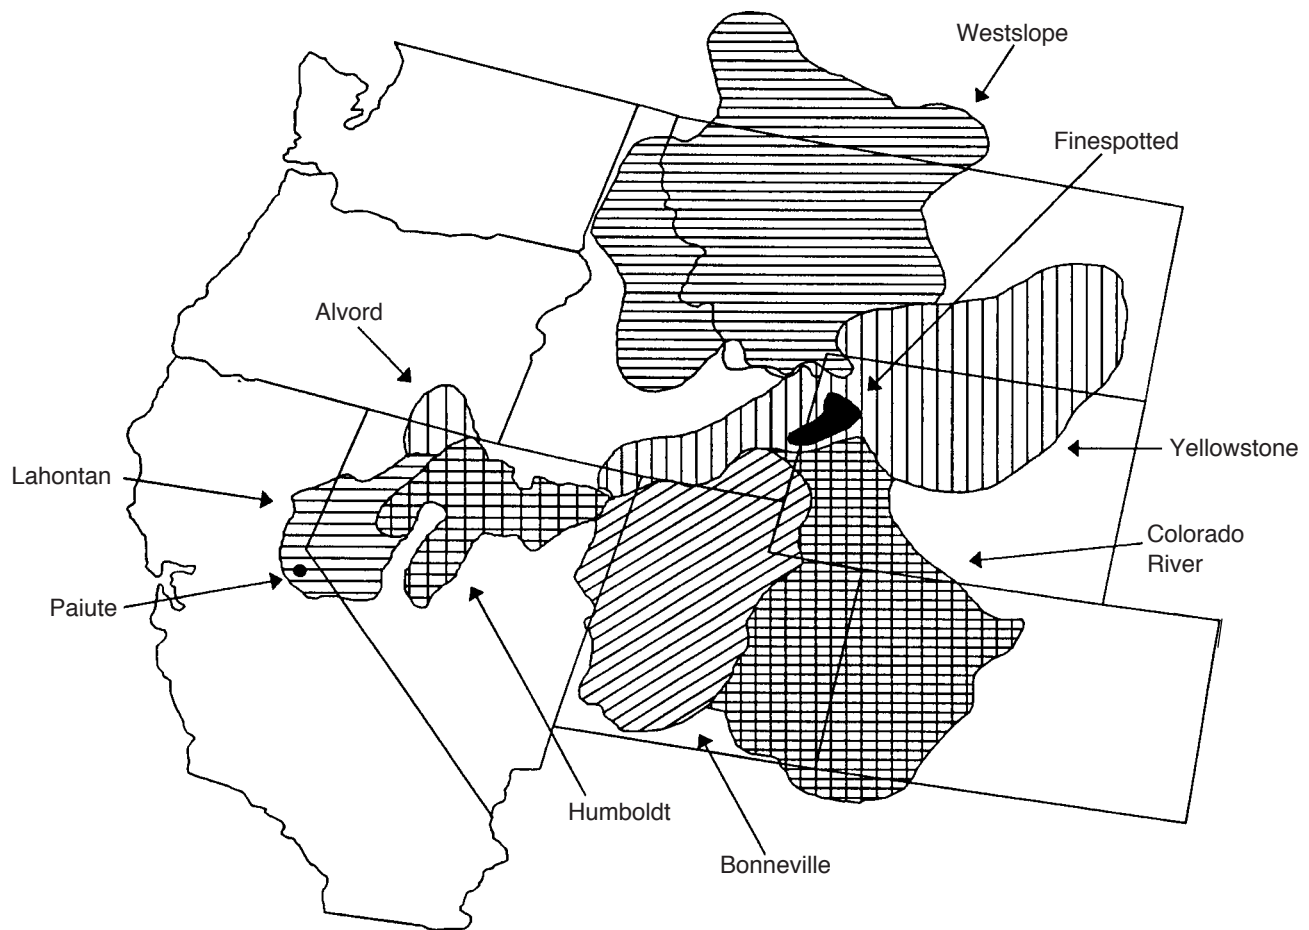 Westslope
Finespotted
Alvord
Lahontan
Yellowstone
Colorado
River
Paiute
Humboldt
Bonneville